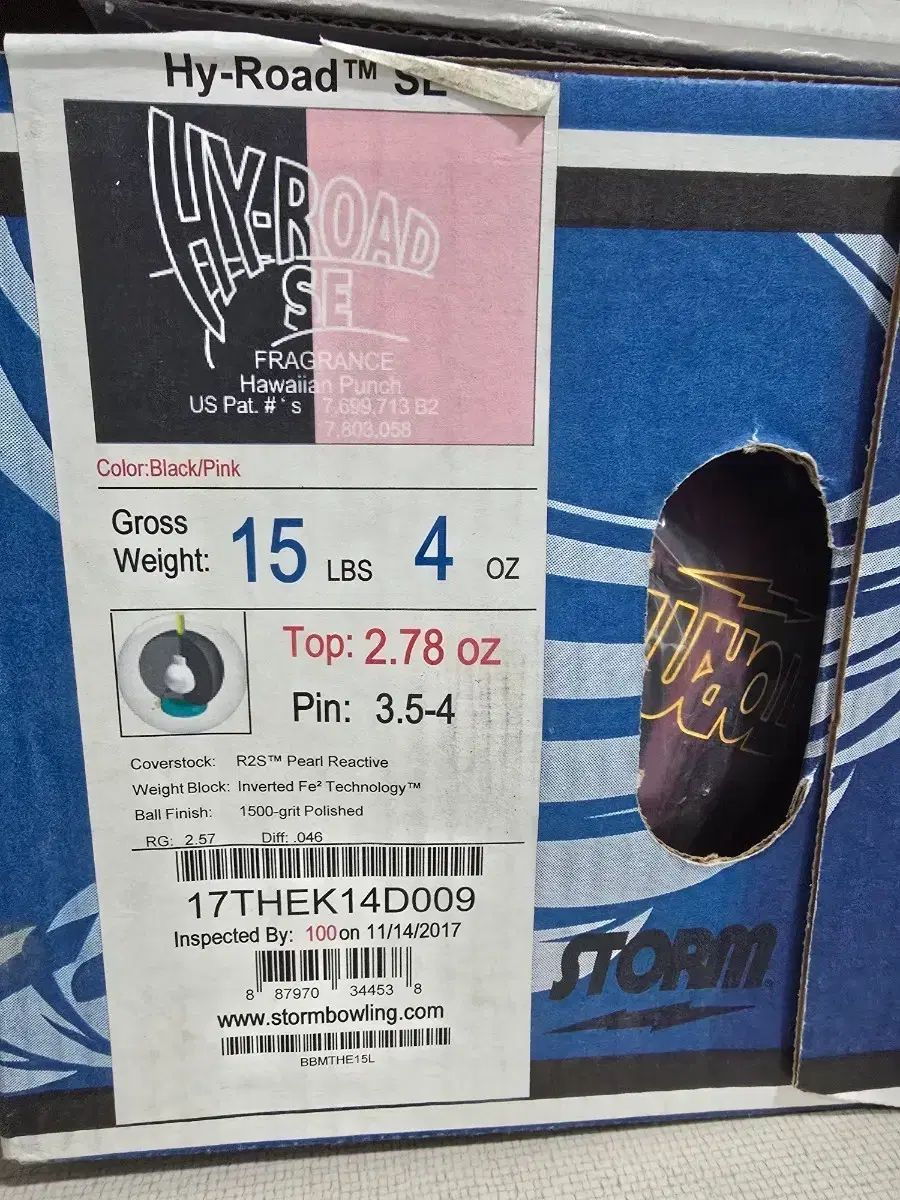 Hy-Road™ SE
HY-ROAD
SE
FRAGRANCE
Hawaiian Punch
US Pat. #'s 7,699,713 B2
7,803,058
Color:Black/Pink
Gross
Weight: 15 LBS 4 OZ
Top: 2.78 oz
Pin: 3.5-4
Coverstock: R2S™ Pearl Reactive
Weight Block: Inverted Fe² Technology™
Ball Finish: 1500-grit Polished
RG: 2.57 Diff: .046
17THEK14D009
Inspected By: 100 on 11/14/2017
8 87970 34453 8
www.stormbowling.com
BBMTHE15L
STORM